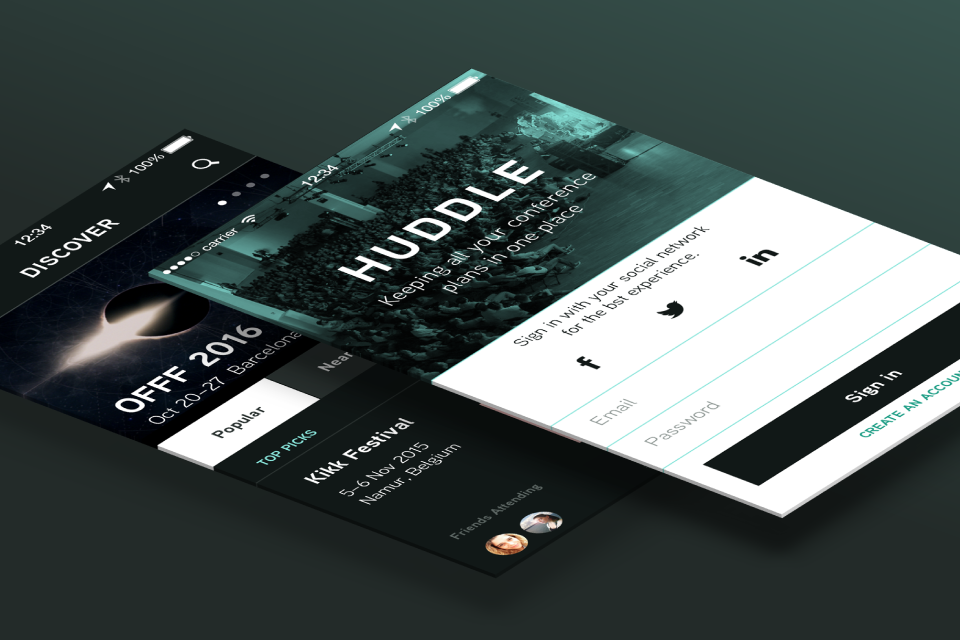 12:34
100%
DISCOVER
OFFF 2016
Oct 20–27 Barcelona
Popular
Near
TOP PICKS
Kikk Festival
5–6 Nov 2015
Namur, Belgium
Friends Attending
carrier
12:34
100%
HUDDLE
Keeping all your conference
plans in one place
Sign in with your social network
for the bst experience.
f
in
Email
Password
Sign in
CREATE AN ACCOUN